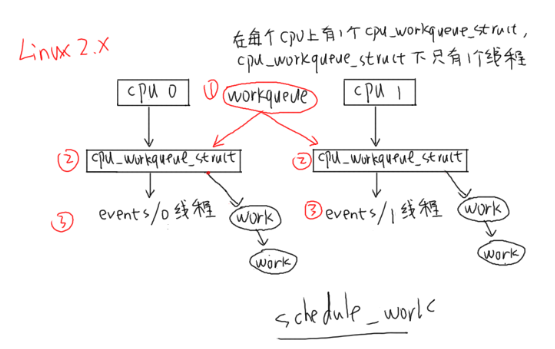 Linux 2.x
在每个CPU上有1个cpu_workqueue_struct,
cpu_workqueue_struct下只有1个线程
cpu 0
① workqueue
cpu 1
② cpu_workqueue_struct
② cpu_workqueue_struct
③ events/0 线程
work
work
③ events/1 线程
work
work
schedule_work